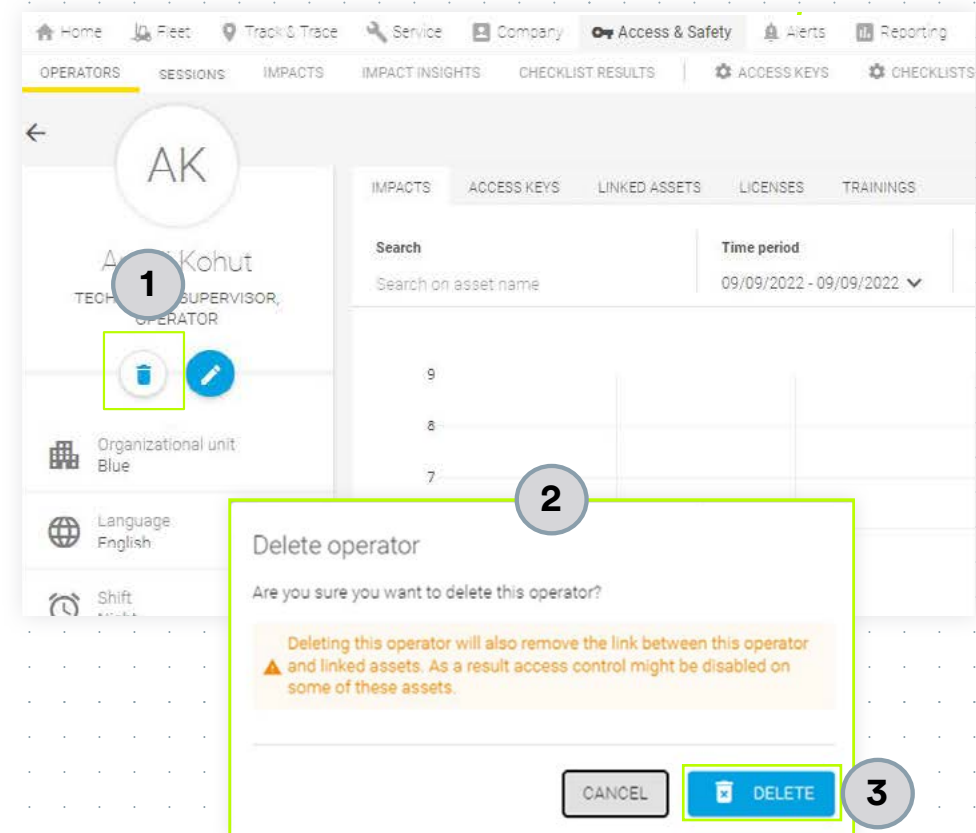 Home Fleet Track & Trace Service Company Access & Safety Alerts Reporting
OPERATORS SESSIONS IMPACTS IMPACT INSIGHTS CHECKLIST RESULTS ACCESS KEYS CHECKLISTS
AK
IMPACTS ACCESS KEYS LINKED ASSETS LICENSES TRAININGS
Kohut
1
SUPERVISOR,
OPERATOR
Search
Search on asset name
Time period
09/09/2022 - 09/09/2022
9
8
7
Organizational unit
Blue
Language
English
Shift
2
Delete operator
Are you sure you want to delete this operator?
Deleting this operator will also remove the link between this operator
and linked assets. As a result access control might be disabled on
some of these assets.
CANCEL
DELETE
3